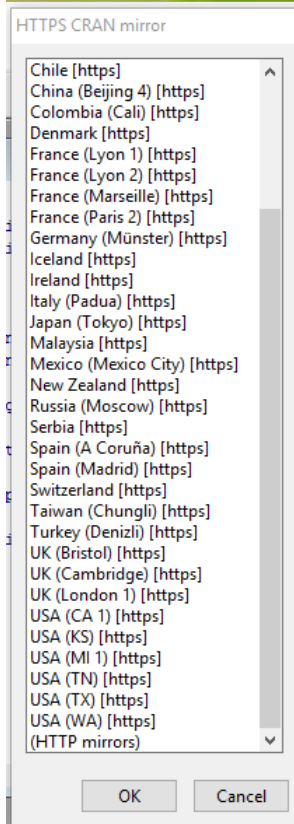 HTTPS CRAN mirror
Chile [https]
China (Beijing 4) [https]
Colombia (Cali) [https]
Denmark [https]
France (Lyon 1) [https]
France (Lyon 2) [https]
France (Marseille) [https]
France (Paris 2) [https]
Germany (Münster) [https]
Iceland [https]
Ireland [https]
Italy (Padua) [https]
Japan (Tokyo) [https]
Malaysia [https]
Mexico (Mexico City) [https]
New Zealand [https]
Russia (Moscow) [https]
Serbia [https]
Spain (A Coruña) [https]
Spain (Madrid) [https]
Switzerland [https]
Taiwan (Chungli) [https]
Turkey (Denizli) [https]
UK (Bristol) [https]
UK (Cambridge) [https]
UK (London 1) [https]
USA (CA 1) [https]
USA (KS) [https]
USA (MI 1) [https]
USA (TN) [https]
USA (TX) [https]
USA (WA) [https]
(HTTP mirrors)
OK Cancel